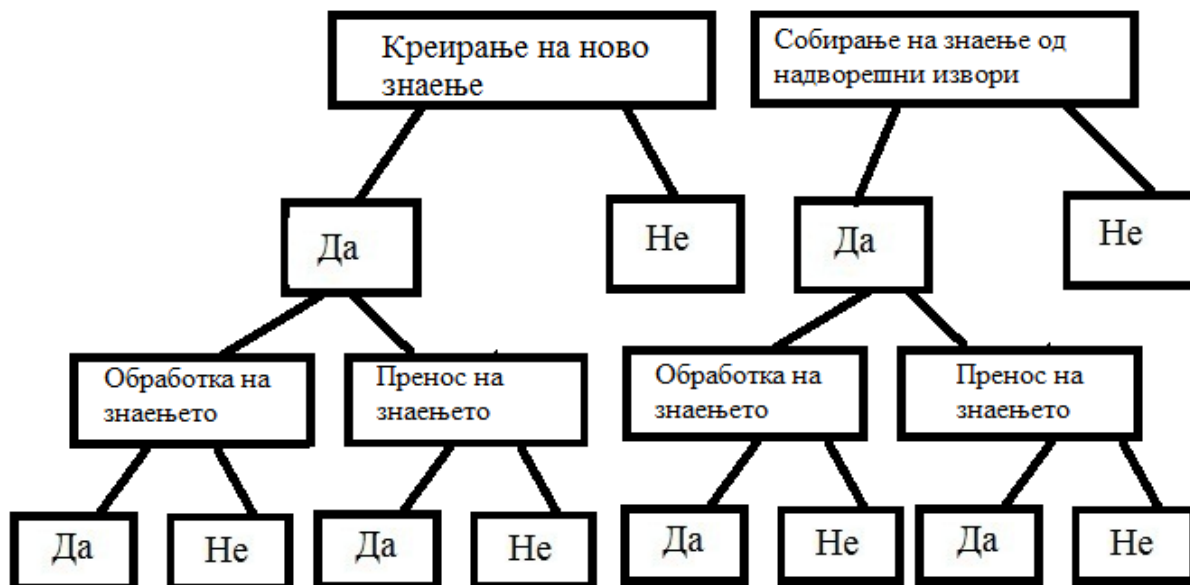 Креирање на ново
знаење
Собирање на знаење од
надворешни извори
Да
Не
Да
Не
Обработка на
знаењето
Пренос на
знаењето
Обработка на
знаењето
Пренос на
знаењето
Да
Не
Да
Не
Да
Не
Да
Не